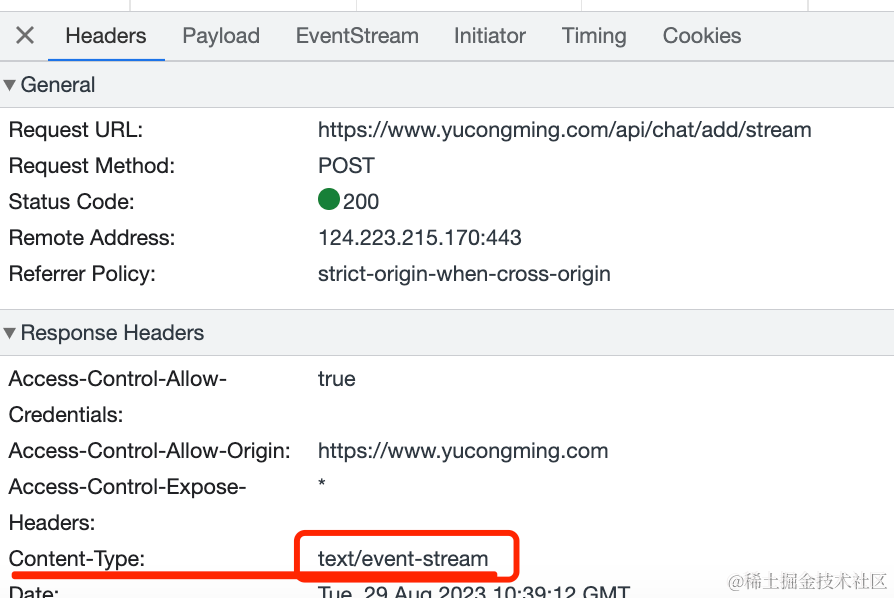 Headers Payload EventStream Initiator Timing Cookies
General
Request URL: https://www.yucongming.com/api/chat/add/stream
Request Method: POST
Status Code: 200
Remote Address: 124.223.215.170:443
Referrer Policy: strict-origin-when-cross-origin
Response Headers
Access-Control-Allow- true
Credentials:
Access-Control-Allow-Origin: https://www.yucongming.com
Access-Control-Expose- *
Headers:
Content-Type: text/event-stream
Date: Tue, 29 Aug 2023 10:39:12 GMT
@稀土掘金技术社区